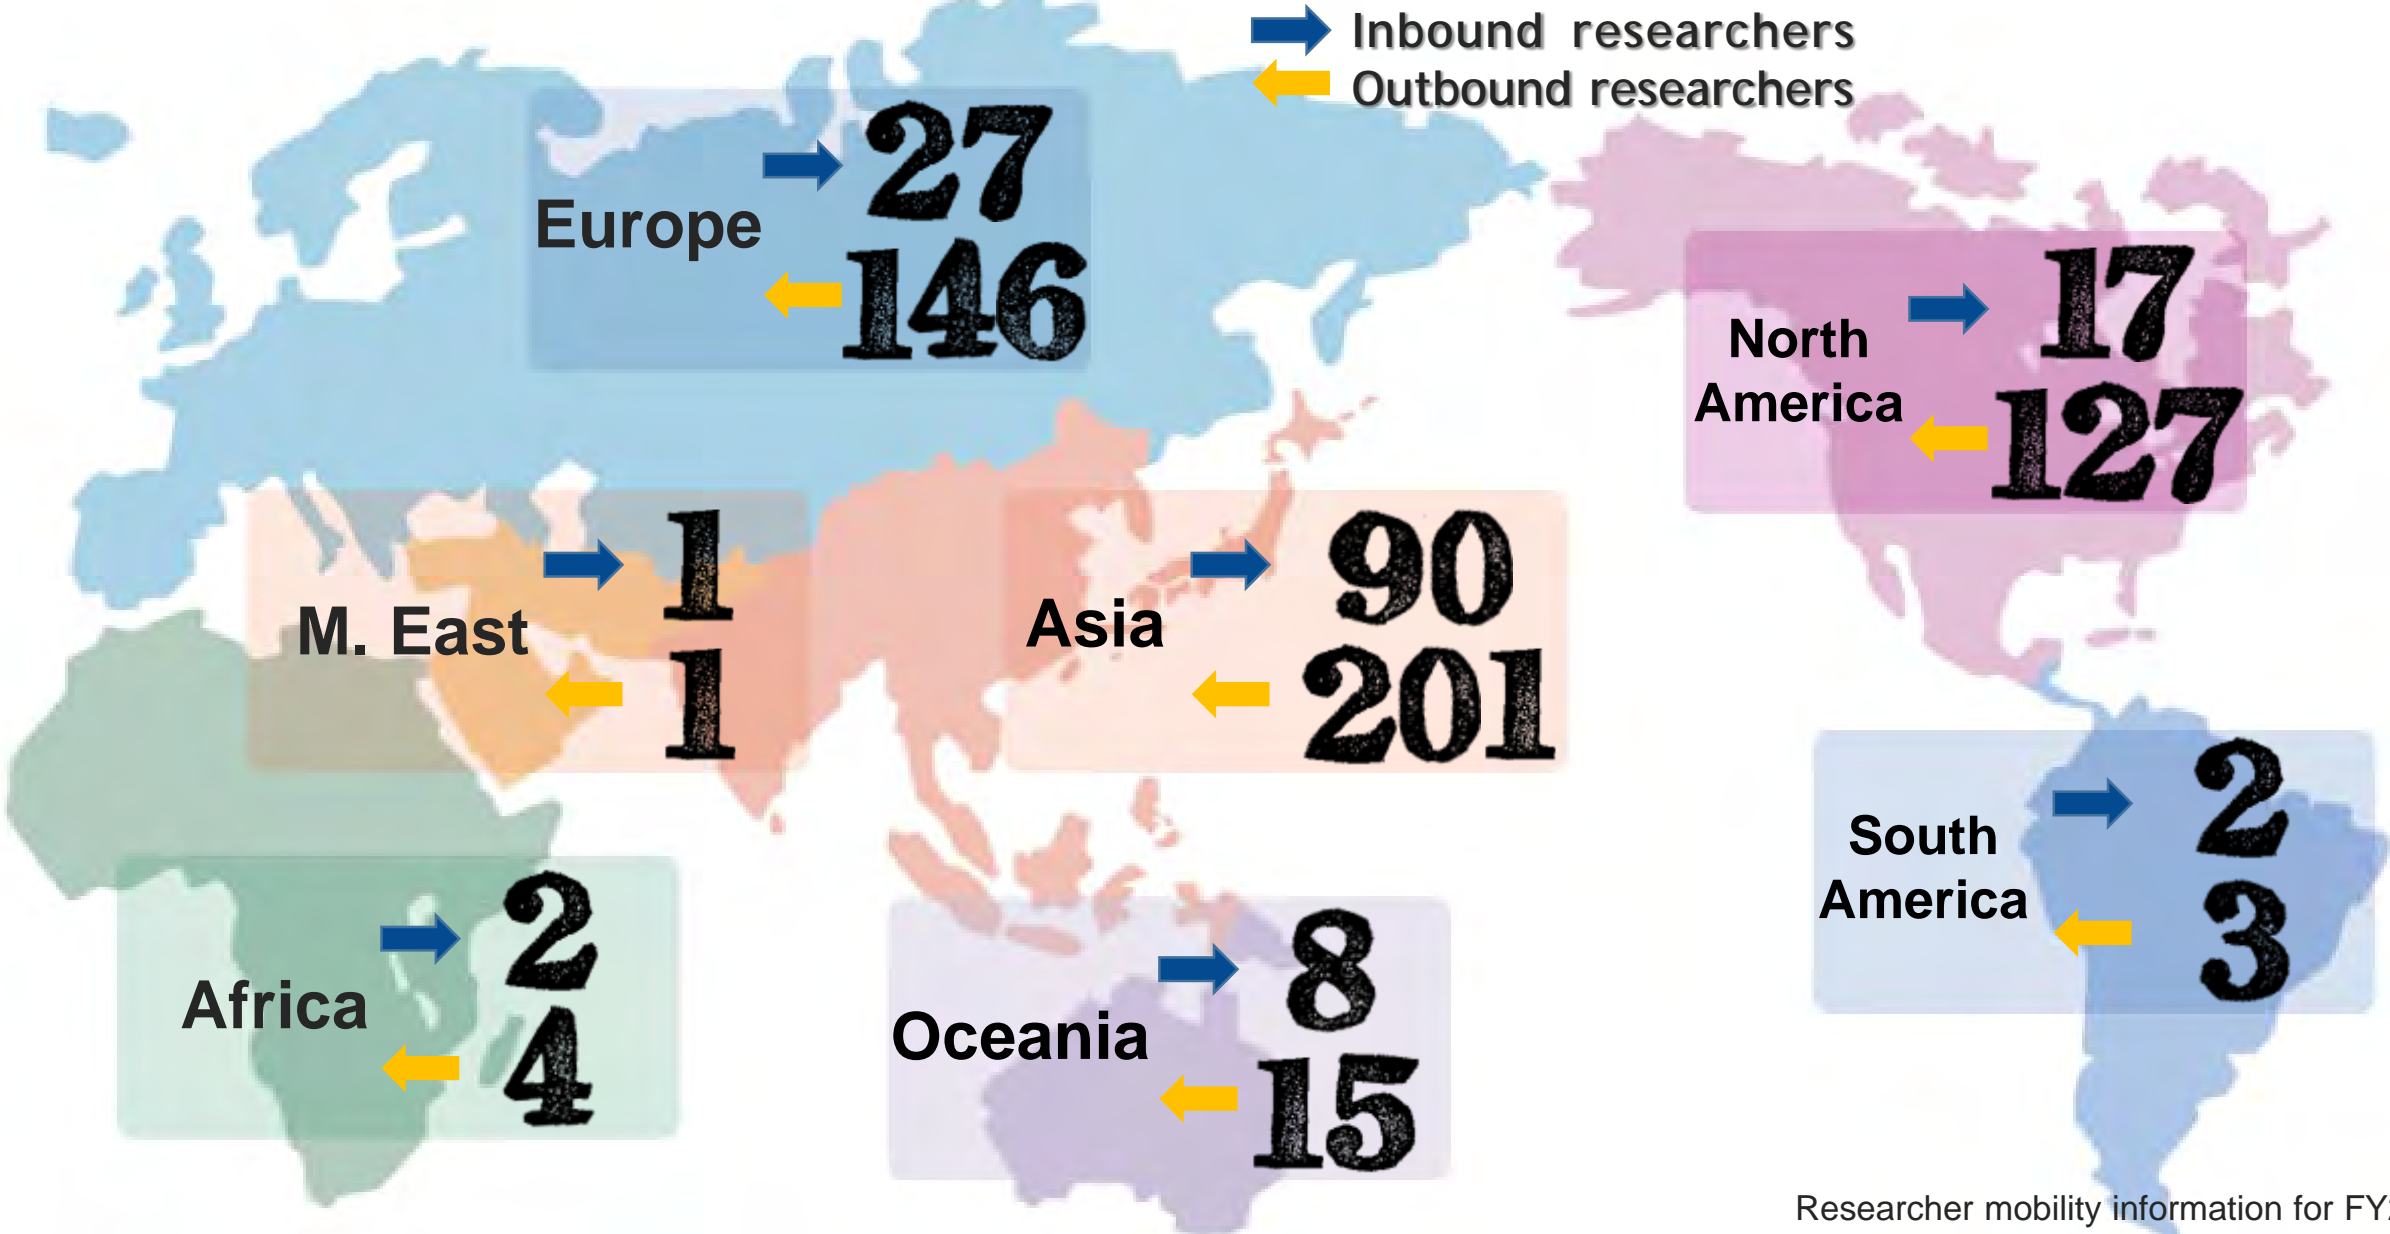 Inbound researchers
Outbound researchers
Europe
27
146
North
America
17
127
M. East
1
1
Asia
90
201
South
America
2
3
Africa
2
4
Oceania
8
15
Researcher mobility information for